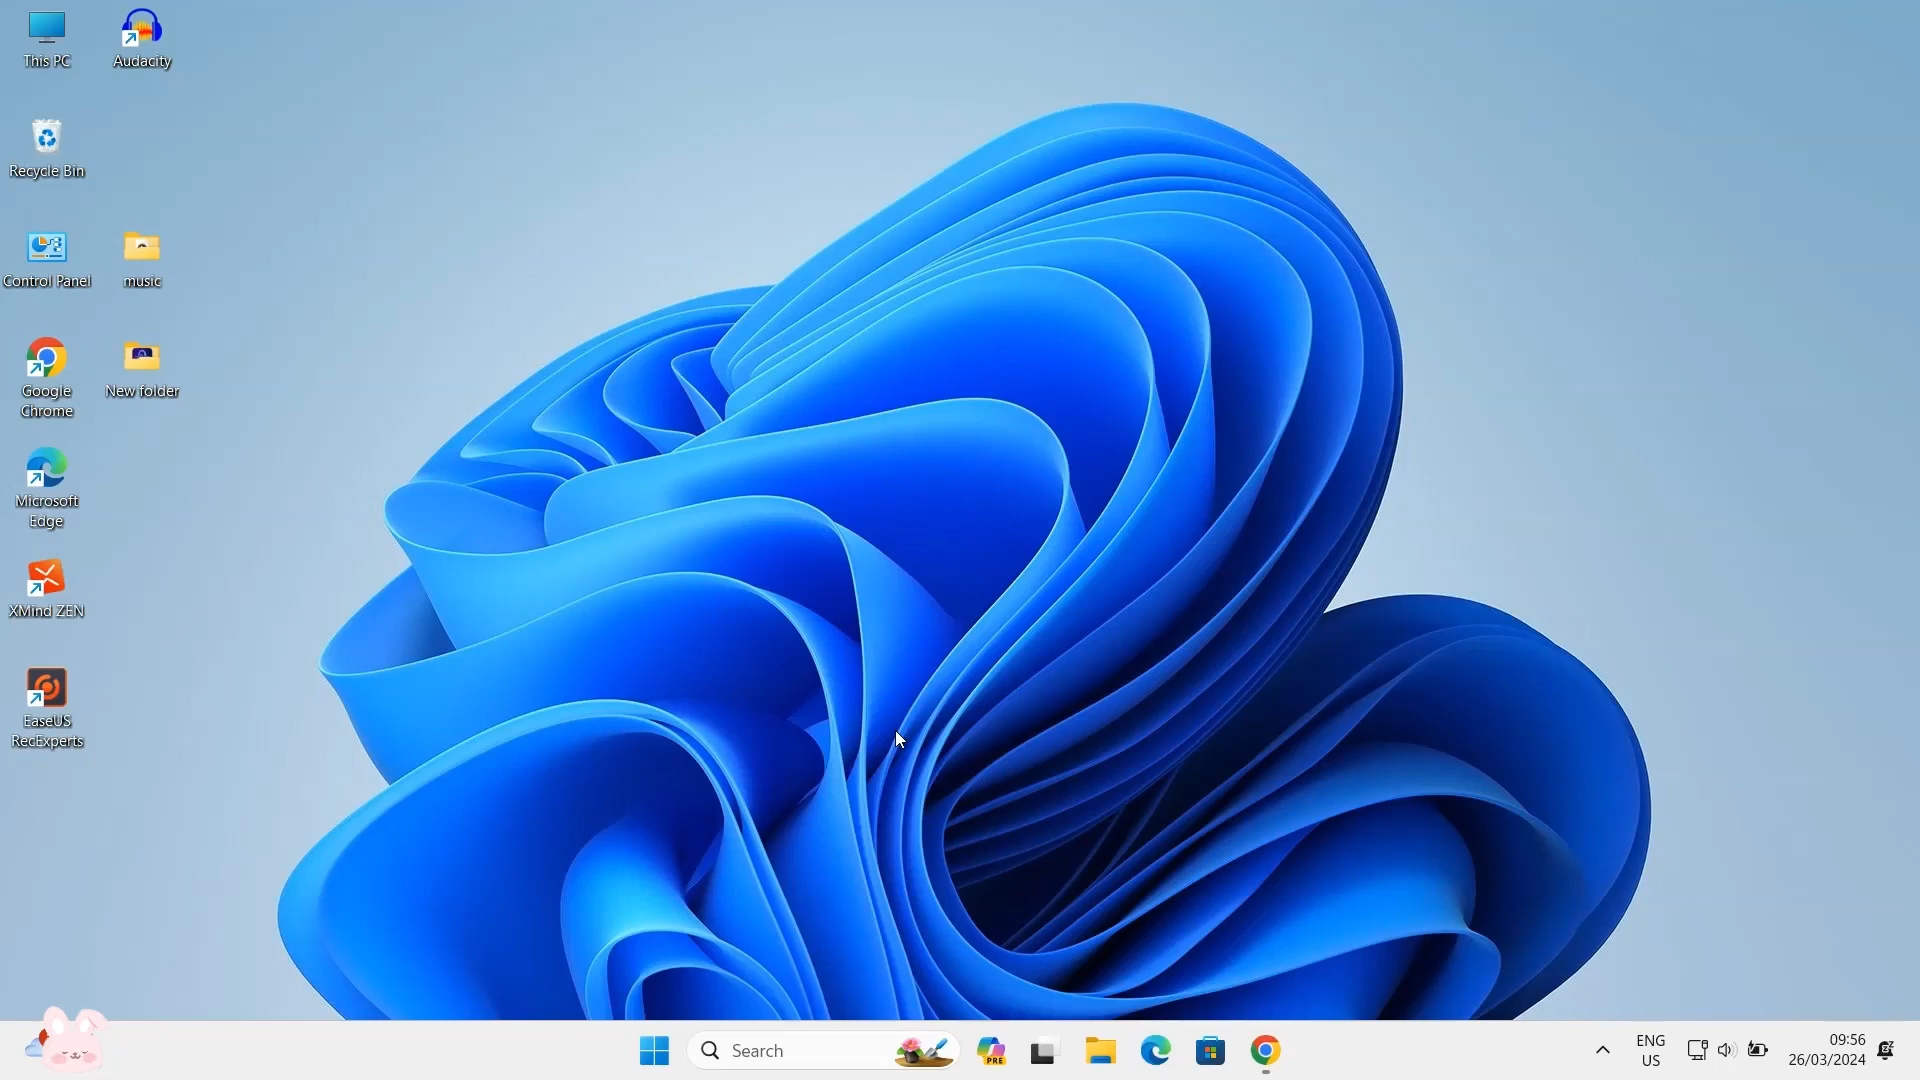 This PC
Audacity
Recycle Bin
Control Panel
music
Google
Chrome
New folder
Microsoft
Edge
XMind ZEN
EaseUS
RecExperts
Search
PRE
ENG
US
09:56
26/03/2024